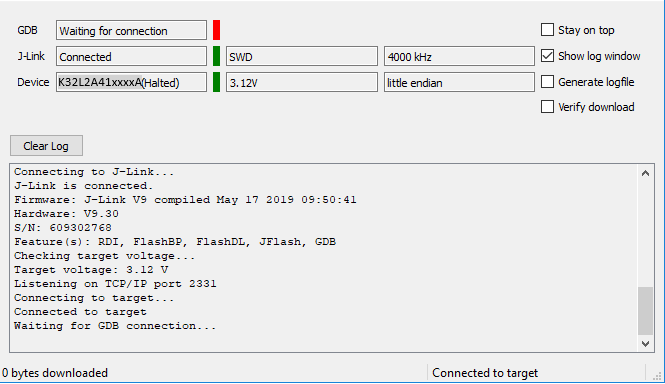 GDB Waiting for connection Stay on top
J-Link Connected SWD 4000 kHz Show log window
Device K32L2A41xxxxA(Halted) 3.12V little endian Generate logfile
Verify download
Clear Log
Connecting to J-Link...
J-Link is connected.
Firmware: J-Link V9 compiled May 17 2019 09:50:41
Hardware: V9.30
S/N: 609302768
Feature(s): RDI, FlashBP, FlashDL, JFlash, GDB
Checking target voltage...
Target voltage: 3.12 V
Listening on TCP/IP port 2331
Connecting to target...
Connected to target
Waiting for GDB connection...
0 bytes downloaded Connected to target